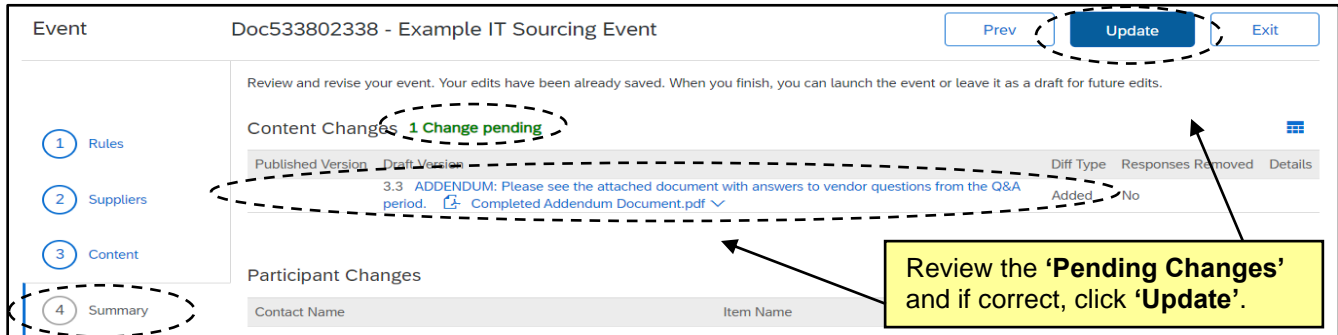 Event
Doc533802338 - Example IT Sourcing Event
Prev
Update
Exit
Review and revise your event. Your edits have been already saved. When you finish, you can launch the event or leave it as a draft for future edits.
1 Rules
2 Suppliers
3 Content
4 Summary
Content Changes 1 Change pending
Published Version Draft Version Diff Type Responses Removed Details
3.3 ADDENDUM: Please see the attached document with answers to vendor questions from the Q&A
period. Completed Addendum Document.pdf
Added No
Participant Changes
Contact Name Item Name
Review the ‘Pending Changes’
and if correct, click ‘Update’.